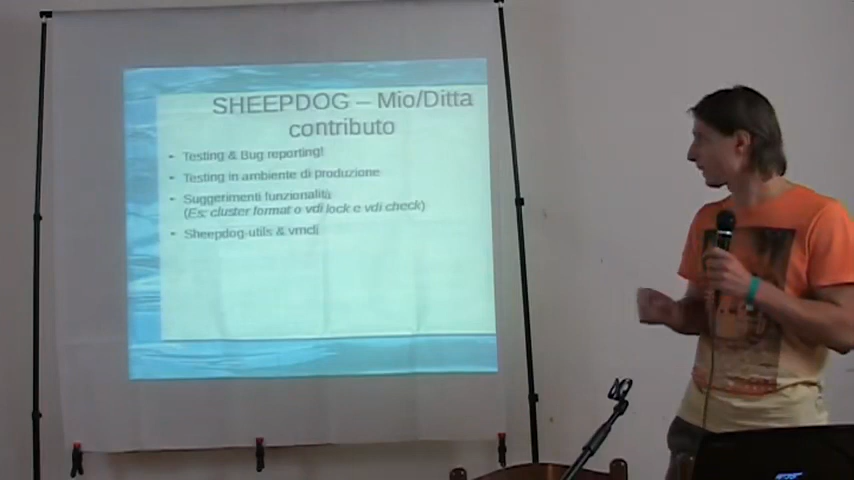 SHEEPDOG – Mio/Ditta
contributo
• Testing & Bug reporting!
• Testing in ambiente di produzione
• Suggerimenti funzionalità
(Es: cluster format o vdi lock e vdi check)
• Sheepdog-utils & vmcli